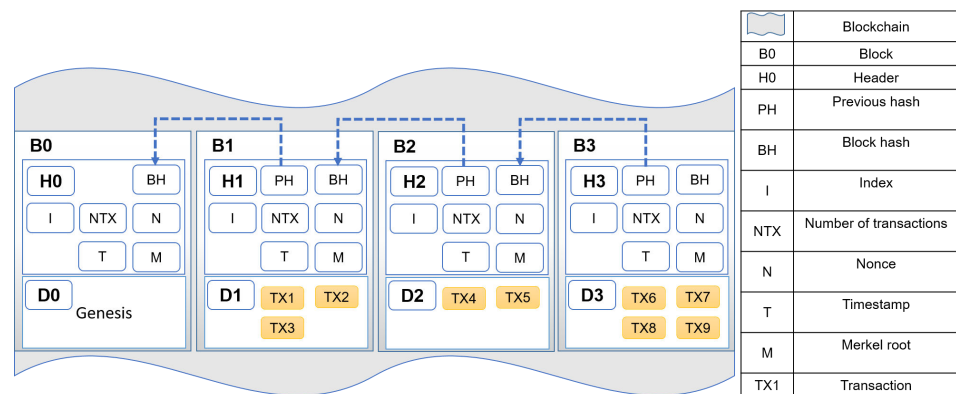 B0
H0 BH
I NTX N
T M
D0
Genesis
B1
H1 PH BH
I NTX N
T M
D1 TX1 TX2
TX3
B2
H2 PH BH
I NTX N
T M
D2 TX4 TX5
B3
H3 PH BH
I NTX N
T M
D3 TX6 TX7
TX8 TX9
Blockchain
B0 Block
H0 Header
PH Previous hash
BH Block hash
I Index
NTX Number of transactions
N Nonce
T Timestamp
M Merkel root
TX1 Transaction